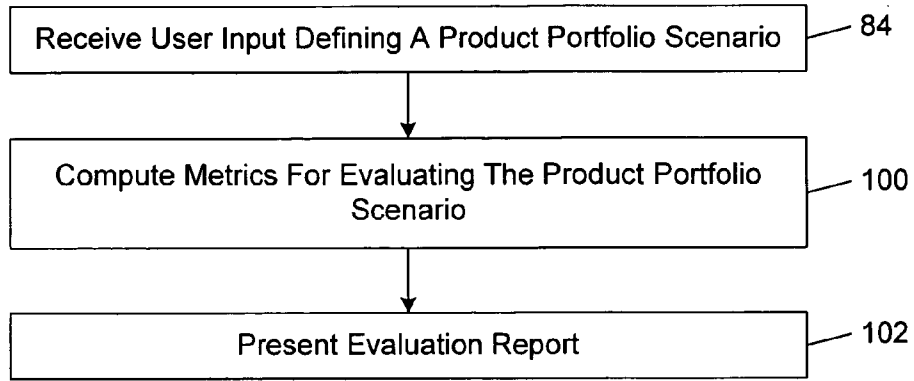 Receive User Input Defining A Product Portfolio Scenario
84
Compute Metrics For Evaluating The Product Portfolio
Scenario
100
Present Evaluation Report
102